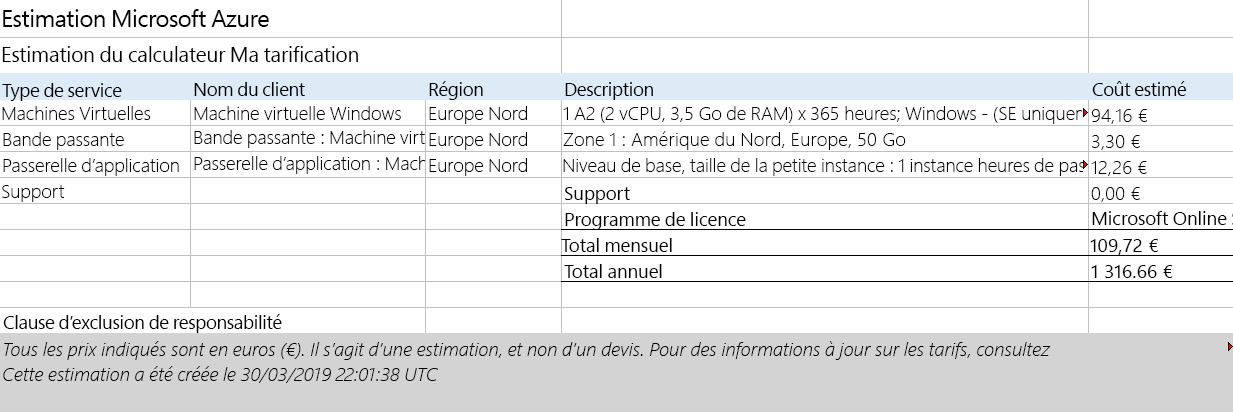 Estimation Microsoft Azure
Estimation du calculateur Ma tarification
Type de service Nom du client Région Description Coût estimé
Machines Virtuelles Machine virtuelle Windows Europe Nord 1 A2 (2 vCPU, 3,5 Go de RAM) x 365 heures; Windows - (SE uniquer 94,16 €
Bande passante Bande passante : Machine virt Europe Nord Zone 1 : Amérique du Nord, Europe, 50 Go 3,30 €
Passerelle d'application Passerelle d'application : Mach Europe Nord Niveau de base, taille de la petite instance : 1 instance heures de pas 12,26 €
Support Support 0,00 €
Programme de licence Microsoft Online
Total mensuel 109,72 €
Total annuel 1 316.66 €
Clause d'exclusion de responsabilité
Tous les prix indiqués sont en euros (€). Il s'agit d'une estimation, et non d'un devis. Pour des informations à jour sur les tarifs, consultez
Cette estimation a été créée le 30/03/2019 22:01:38 UTC